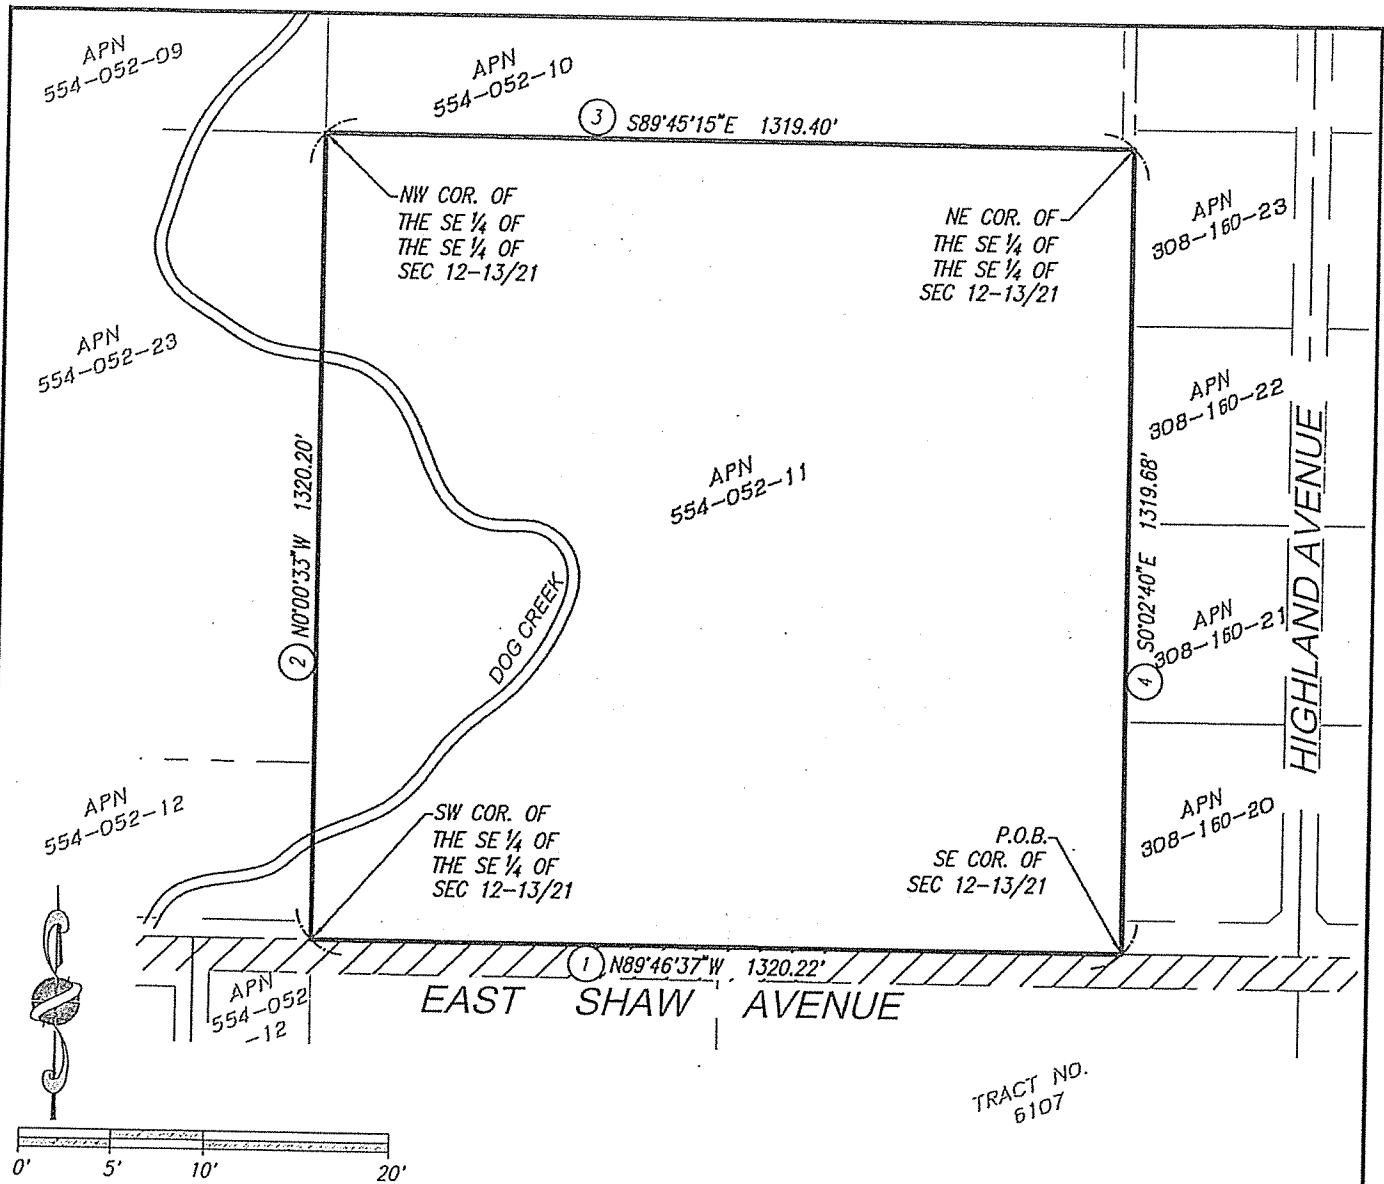 APN
554-052-09
APN
554-052-10
3 S89°45'15"E 1319.40'
NW COR. OF
THE SE ¼ OF
THE SE ¼ OF
SEC 12-13/21
NE COR. OF
THE SE ¼ OF
THE SE ¼ OF
SEC 12-13/21
APN
308-160-23
APN
554-052-23
APN
308-160-22
2 N0°00'33"W 1320.20'
APN
554-052-11
4 S0°02'40"E 1319.68'
HIGHLAND AVENUE
DOG CREEK
APN
308-160-21
APN
554-052-12
SW COR. OF
THE SE ¼ OF
THE SE ¼ OF
SEC 12-13/21
P.O.B.
SE COR. OF
SEC 12-13/21
APN
308-160-20
1 N89°46'37"W 1320.22'
APN
554-052
-12
EAST SHAW AVENUE
TRACT NO.
6107
0' 5' 10' 20'